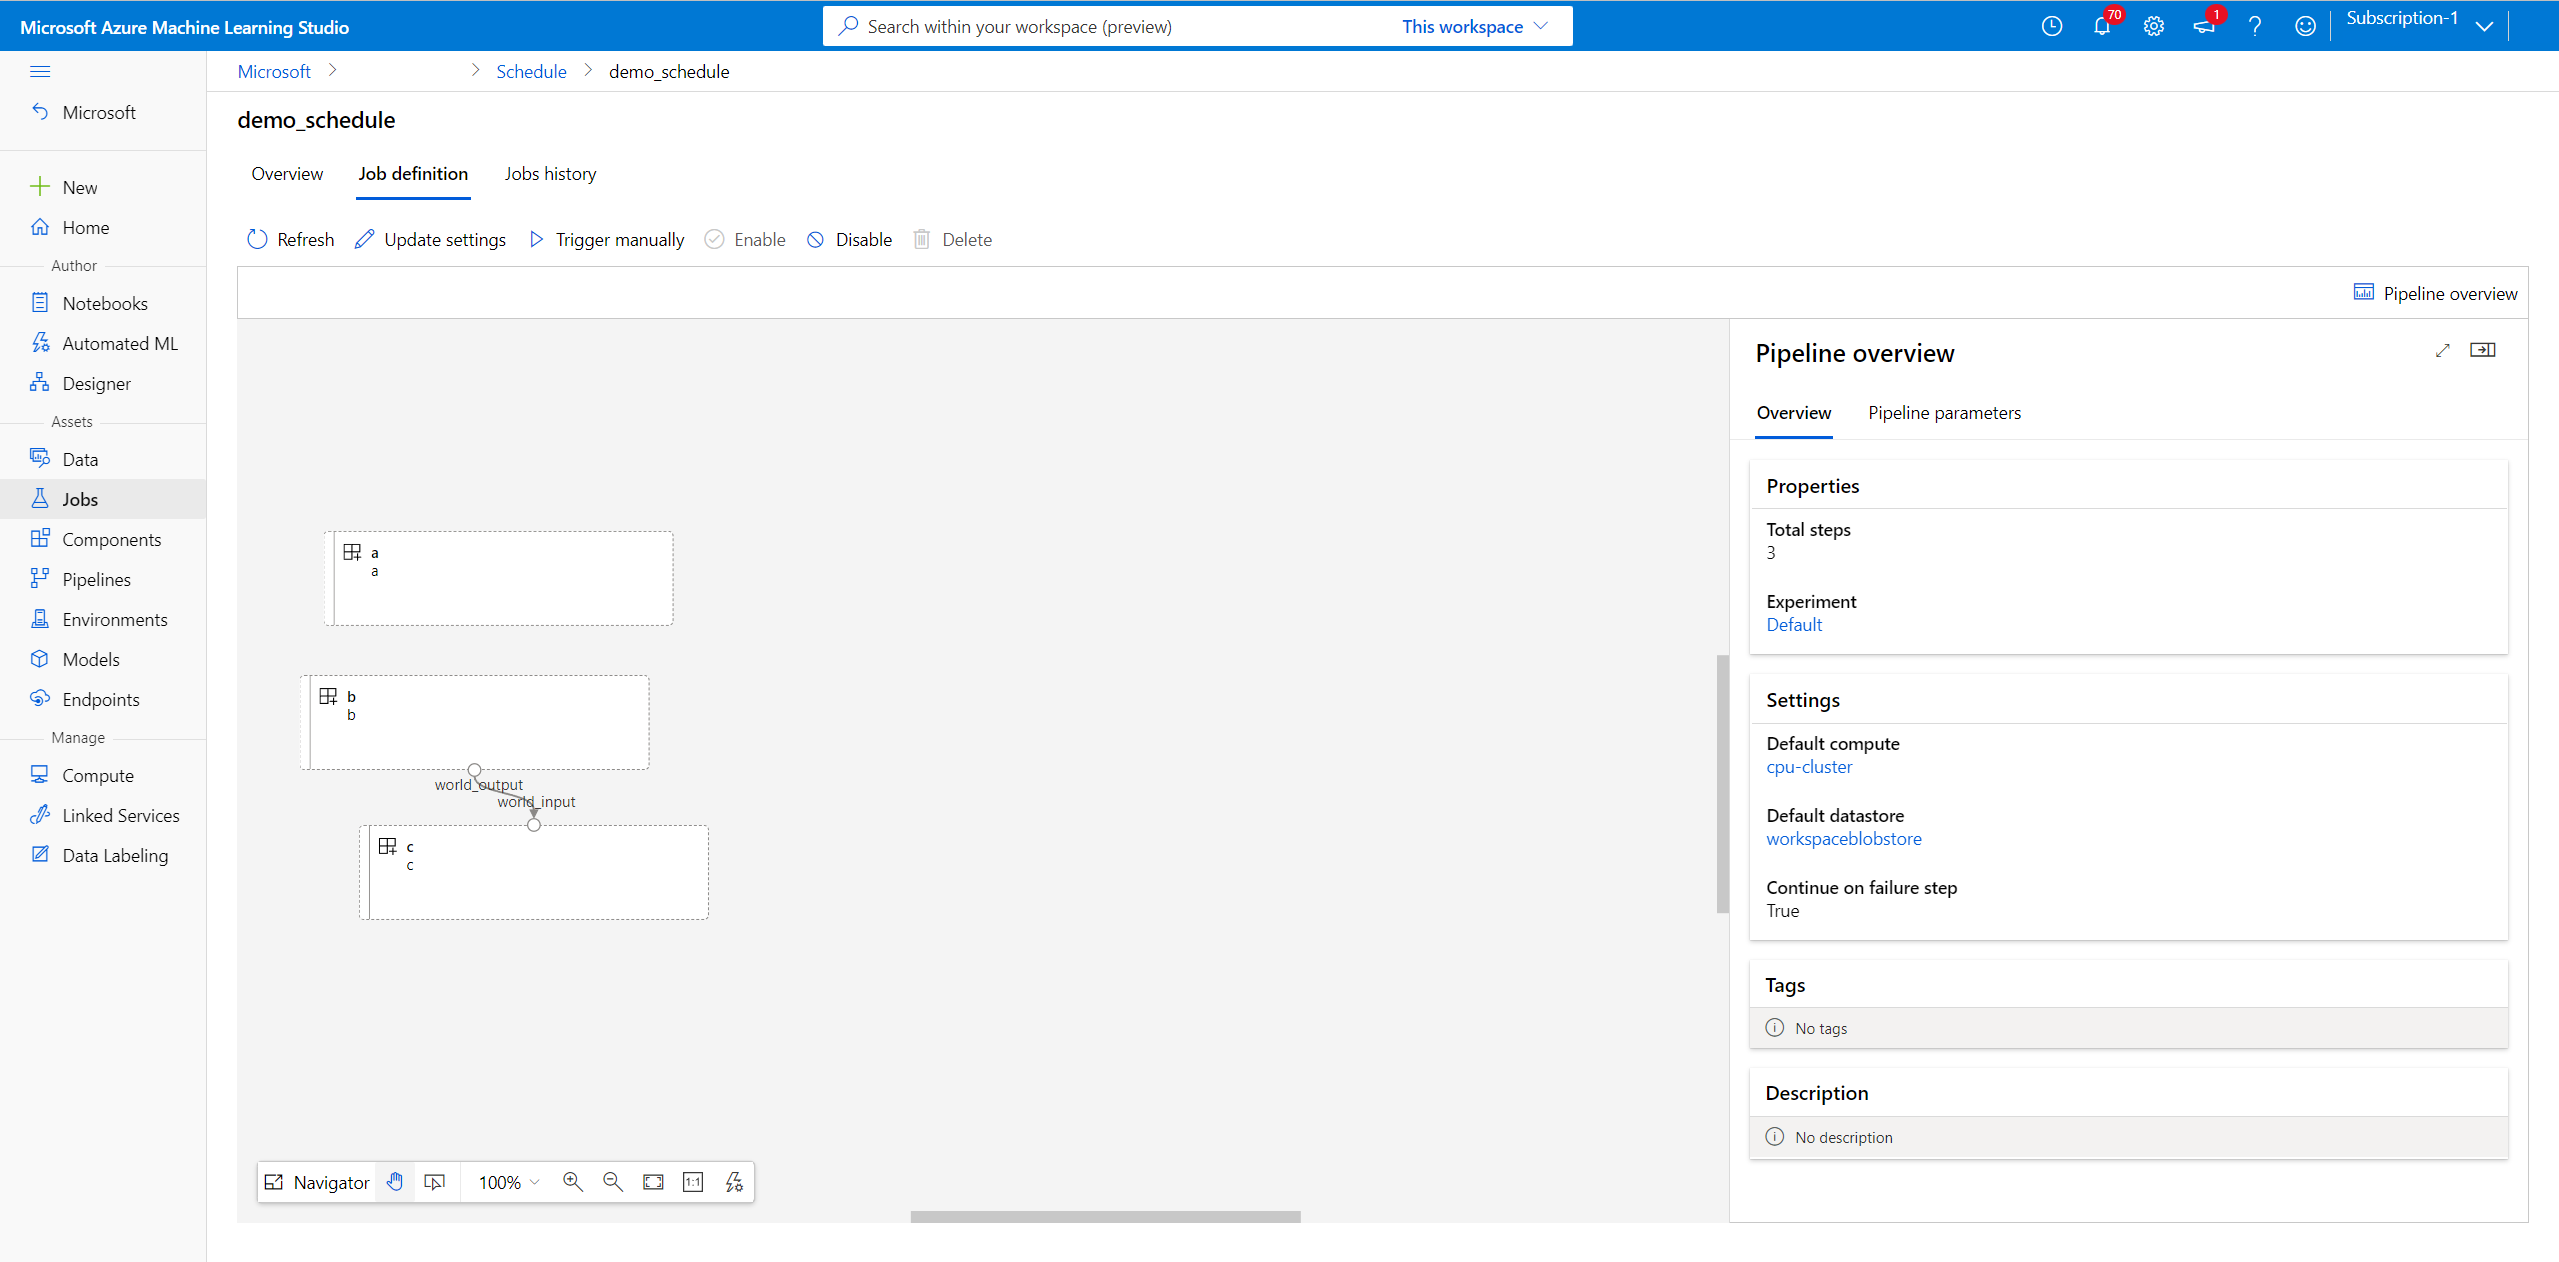 Microsoft Azure Machine Learning Studio
Search within your workspace (preview)
This workspace
70
1
Subscription-1
Microsoft
Schedule
demo_schedule
Microsoft
New
Home
Author
Notebooks
Automated ML
Designer
Assets
Data
Jobs
Components
Pipelines
Environments
Models
Endpoints
Manage
Compute
Linked Services
Data Labeling
demo_schedule
Overview
Job definition
Jobs history
Refresh
Update settings
Trigger manually
Enable
Disable
Delete
Pipeline overview
a
a
b
b
world_output
world_input
c
c
Navigator
100%
1:1
Pipeline overview
Overview
Pipeline parameters
Properties
Total steps
3
Experiment
Default
Settings
Default compute
cpu-cluster
Default datastore
workspaceblobstore
Continue on failure step
True
Tags
No tags
Description
No description